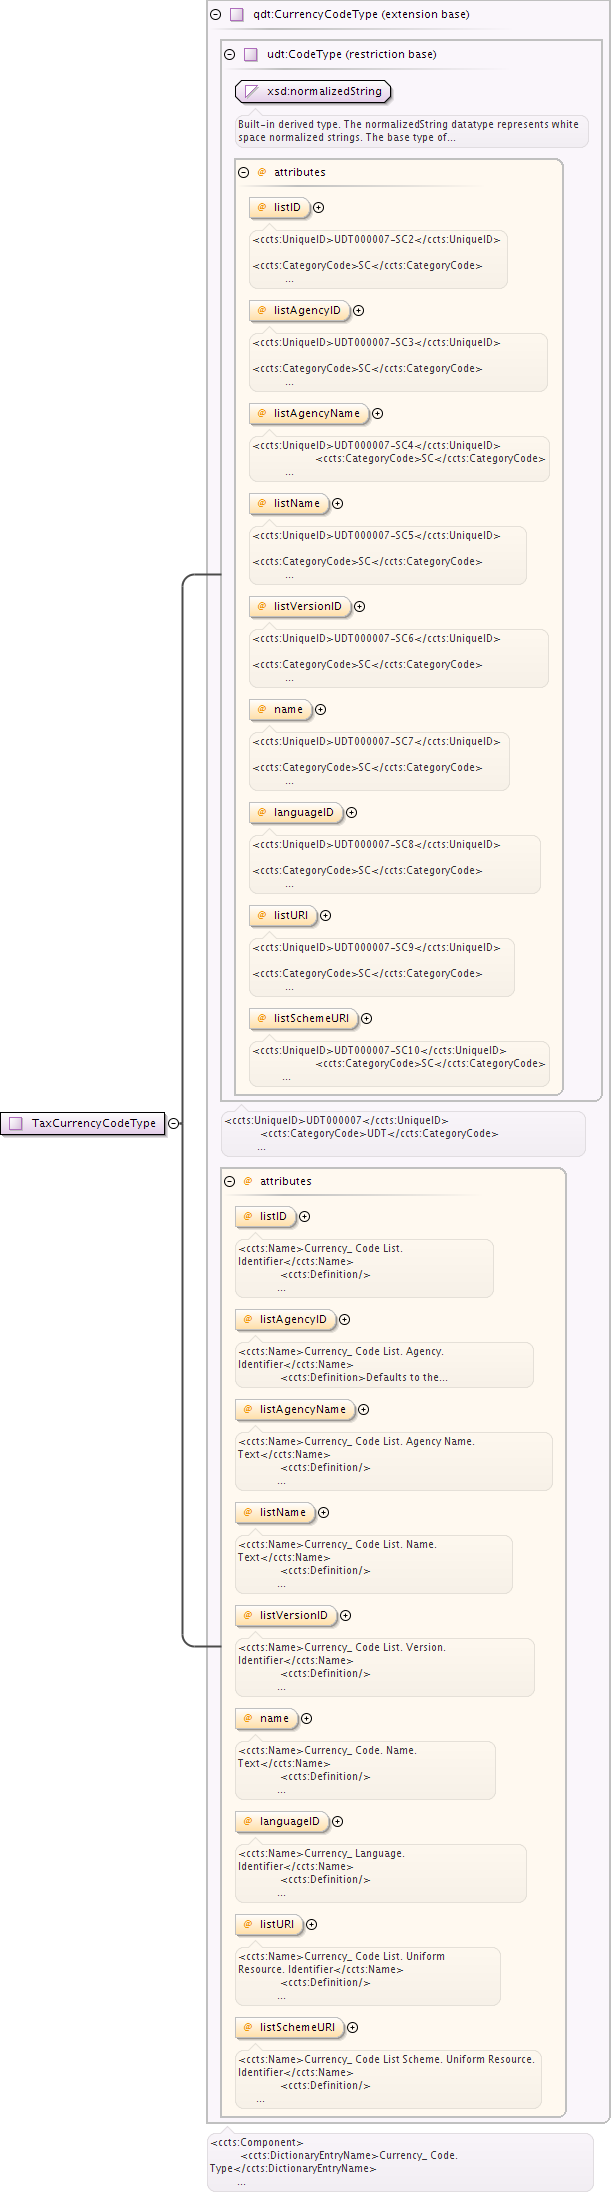 qdt:CurrencyCodeType (extension base)
udt:CodeType (restriction base)
xsd:normalizedString
Built-in derived type. The normalizedString datatype represents white
space normalized strings. The base type of...
@ attributes
@ listID
<ccts:UniqueID>UDT000007-SC2</ccts:UniqueID>
<ccts:CategoryCode>SC</ccts:CategoryCode>
...
@ listAgencyID
<ccts:UniqueID>UDT000007-SC3</ccts:UniqueID>
<ccts:CategoryCode>SC</ccts:CategoryCode>
...
@ listAgencyName
<ccts:UniqueID>UDT000007-SC4</ccts:UniqueID>
<ccts:CategoryCode>SC</ccts:CategoryCode>
...
@ listName
<ccts:UniqueID>UDT000007-SC5</ccts:UniqueID>
<ccts:CategoryCode>SC</ccts:CategoryCode>
...
@ listVersionID
<ccts:UniqueID>UDT000007-SC6</ccts:UniqueID>
<ccts:CategoryCode>SC</ccts:CategoryCode>
...
@ name
<ccts:UniqueID>UDT000007-SC7</ccts:UniqueID>
<ccts:CategoryCode>SC</ccts:CategoryCode>
...
@ languageID
<ccts:UniqueID>UDT000007-SC8</ccts:UniqueID>
<ccts:CategoryCode>SC</ccts:CategoryCode>
...
@ listURI
<ccts:UniqueID>UDT000007-SC9</ccts:UniqueID>
<ccts:CategoryCode>SC</ccts:CategoryCode>
...
@ listSchemeURI
<ccts:UniqueID>UDT000007-SC10</ccts:UniqueID>
<ccts:CategoryCode>SC</ccts:CategoryCode>
...
TaxCurrencyCodeType
<ccts:UniqueID>UDT000007</ccts:UniqueID>
<ccts:CategoryCode>UDT</ccts:CategoryCode>
...
@ attributes
@ listID
<ccts:Name>Currency_ Code List.
Identifier</ccts:Name>
<ccts:Definition/>
...
@ listAgencyID
<ccts:Name>Currency_ Code List. Agency.
Identifier</ccts:Name>
<ccts:Definition>Defaults to the...
@ listAgencyName
<ccts:Name>Currency_ Code List. Agency Name.
Text</ccts:Name>
<ccts:Definition/>
...
@ listName
<ccts:Name>Currency_ Code List. Name.
Text</ccts:Name>
<ccts:Definition/>
...
@ listVersionID
<ccts:Name>Currency_ Code List. Version.
Identifier</ccts:Name>
<ccts:Definition/>
...
@ name
<ccts:Name>Currency_ Code. Name.
Text</ccts:Name>
<ccts:Definition/>
...
@ languageID
<ccts:Name>Currency_ Language.
Identifier</ccts:Name>
<ccts:Definition/>
...
@ listURI
<ccts:Name>Currency_ Code List. Uniform
Resource. Identifier</ccts:Name>
<ccts:Definition/>
...
@ listSchemeURI
<ccts:Name>Currency_ Code List Scheme. Uniform Resource.
Identifier</ccts:Name>
<ccts:Definition/>
...
<ccts:Component>
<ccts:DictionaryEntryName>Currency_ Code.
Type</ccts:DictionaryEntryName>
...